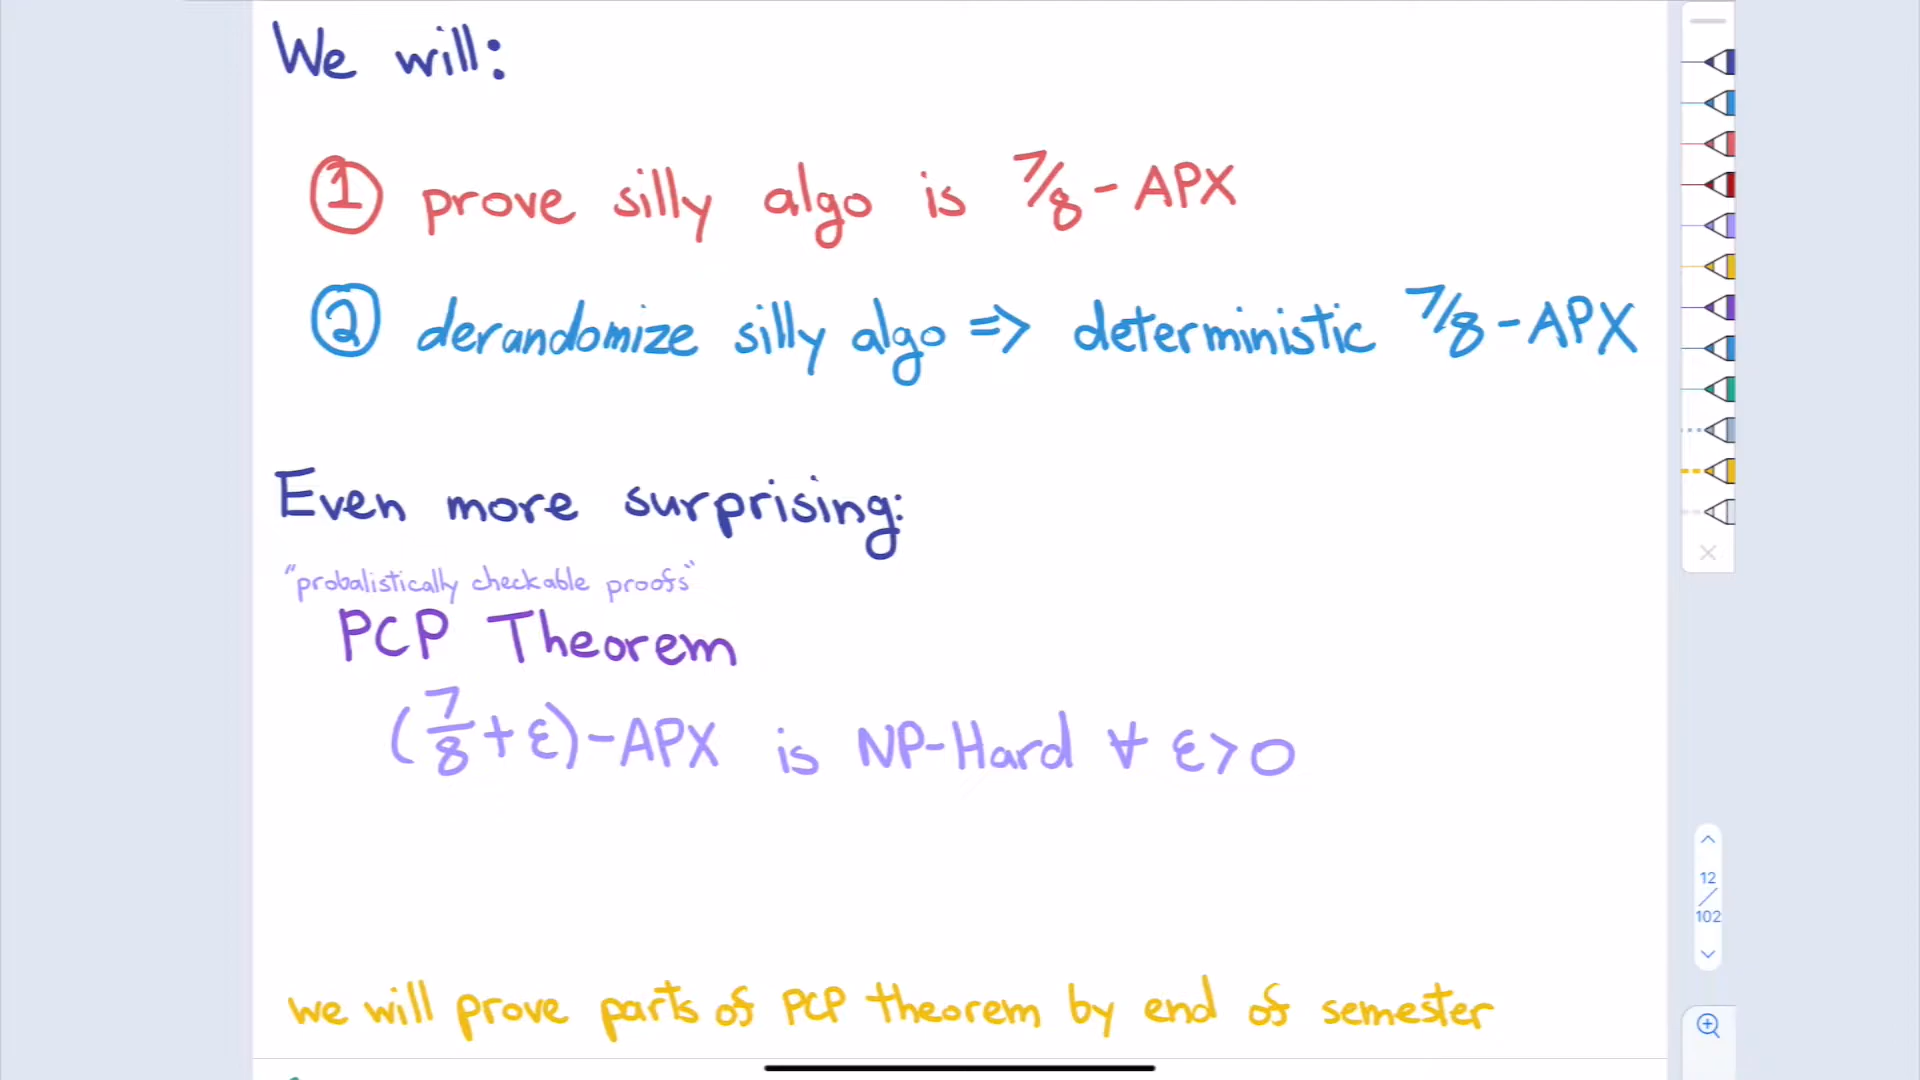 We will:
① prove silly algo is 7/8 - APX
② derandomize silly algo => deterministic 7/8 - APX
Even more surprising:
"probalistically checkable proofs"
PCP Theorem
(7/8 + ε) - APX is NP-Hard ∀ ε > 0
12
/
102
we will prove parts of PCP theorem by end of semester